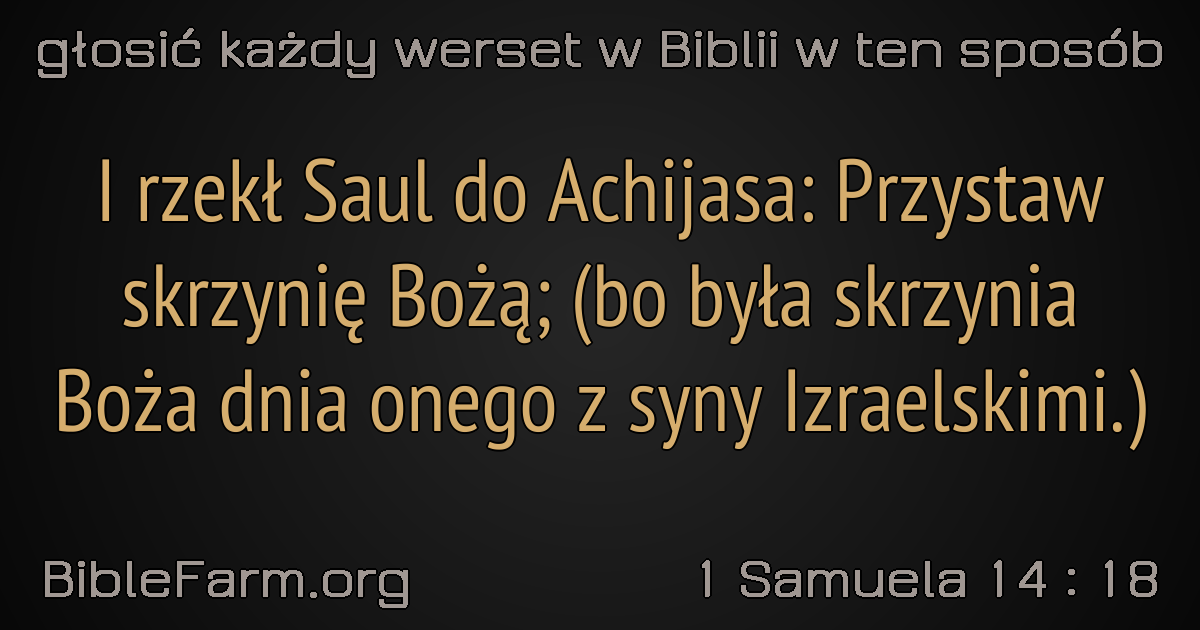 głosić każdy werset w Biblii w ten sposób
I rzekł Saul do Achijasa: Przystaw
skrzynię Bożą; (bo była skrzynia
Boża dnia onego z syny Izraelskimi.)
BibleFarm.org
1 Samuela 14 : 18